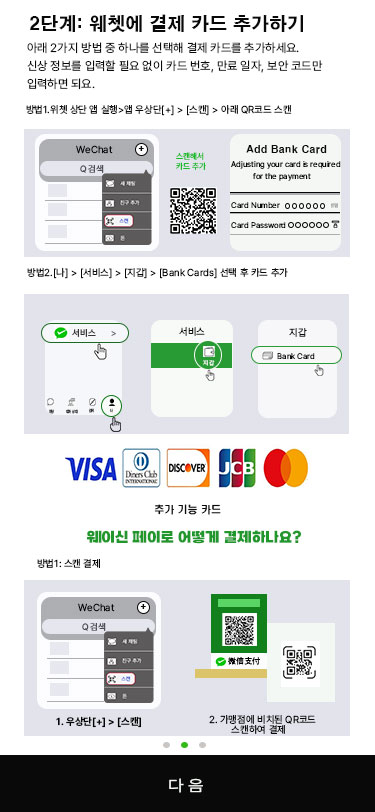 2단계: 웨쳇에 결제 카드 추가하기
아래 2가지 방법 중 하나를 선택해 결제 카드를 추가하세요.
신상 정보를 입력할 필요 없이 카드 번호, 만료 일자, 보안 코드만
입력하면 되요.
방법1.위쳇 상단 앱 실행>앱 우상단[+] > [스캔] > 아래 QR코드 스캔
WeChat
Q 검색
새 채팅
친구 추가
스캔
돈
스캔해서
카드 추가
Add Bank Card
Adjusting your card is required
for the payment
Card Number
Card Password
방법2.[나] > [서비스] > [지갑] > [Bank Cards] 선택 후 카드 추가
서비스 >
서비스
지갑
지갑
Bank Card
VISA
Diners Club
INTERNATIONAL
DISCOVER
JCB
추가 기능 카드
웨이신 페이로 어떻게 결제하나요?
방법1: 스캔 결제
WeChat
Q 검색
새 채팅
친구 추가
스캔
돈
微信支付
1. 우상단[+] > [스캔]
2. 가맹점에 비치된 QR코드
스캔하여 결제
다음